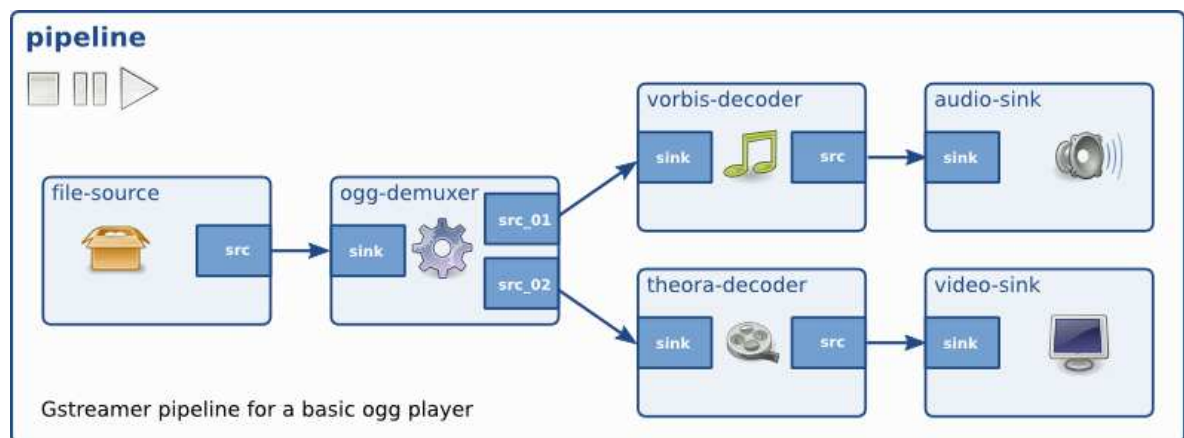 pipeline
file-source
src
ogg-demuxer
sink
src_01
src_02
vorbis-decoder
sink
src
audio-sink
sink
theora-decoder
sink
src
video-sink
sink
Gstreamer pipeline for a basic ogg player